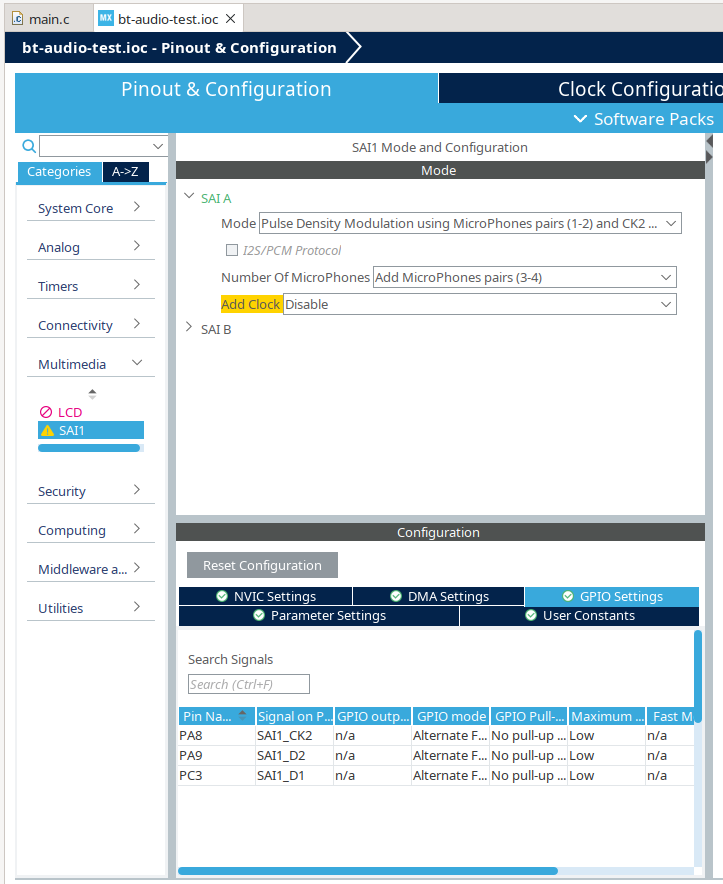 main.c
MX bt-audio-test.ioc
bt-audio-test.ioc - Pinout & Configuration
Pinout & Configuration
Clock Configuratio
Software Packs
Categories
A->Z
System Core
Analog
Timers
Connectivity
Multimedia
LCD
SAI1
Security
Computing
Middleware a...
Utilities
SAI1 Mode and Configuration
Mode
SAI A
Mode Pulse Density Modulation using MicroPhones pairs (1-2) and CK2 ...
I2S/PCM Protocol
Number Of MicroPhones Add MicroPhones pairs (3-4)
Add Clock Disable
SAI B
Configuration
Reset Configuration
NVIC Settings DMA Settings GPIO Settings
Parameter Settings User Constants
Search Signals
Search (Ctrl+F)
Pin Na... Signal on P... GPIO outp... GPIO mode GPIO Pull-... Maximum ... Fast M
PA8 SAI1_CK2 n/a Alternate F... No pull-up ... Low n/a
PA9 SAI1_D2 n/a Alternate F... No pull-up ... Low n/a
PC3 SAI1_D1 n/a Alternate F... No pull-up ... Low n/a